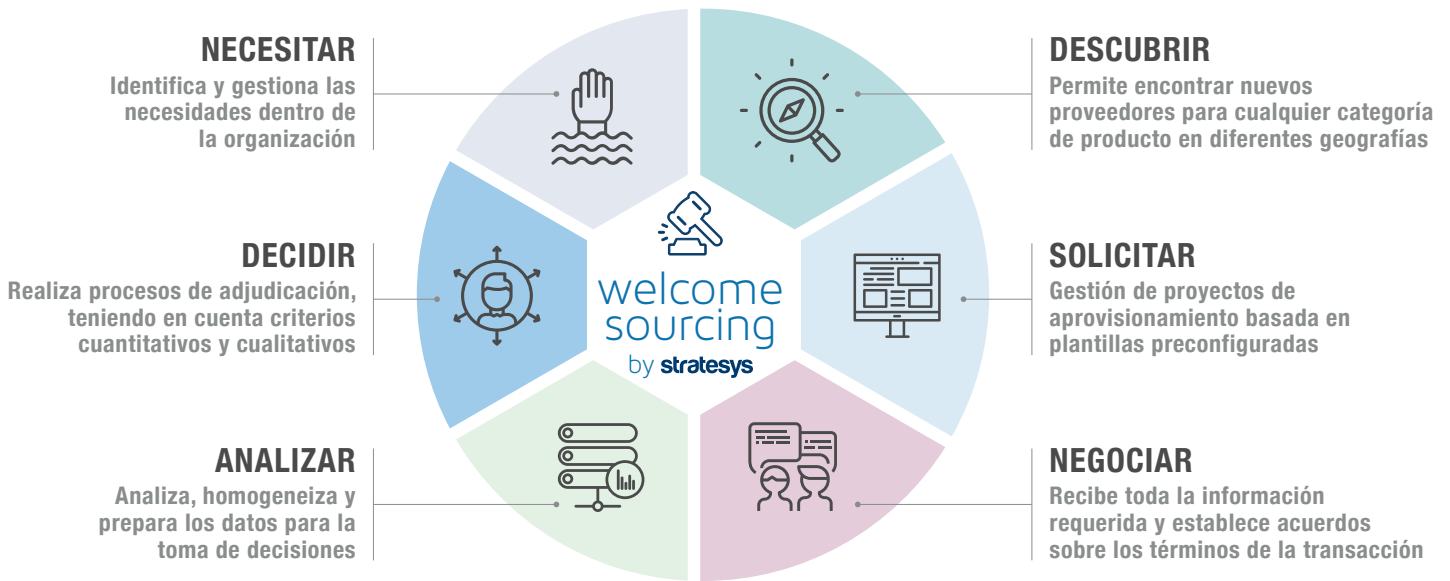 NECESITAR
Identifica y gestiona las
necesidades dentro de
la organización
DESCUBRIR
Permite encontrar nuevos
proveedores para cualquier categoría
de producto en diferentes geografías
DECIDIR
Realiza procesos de adjudicación,
teniendo en cuenta criterios
cuantitativos y cualitativos
welcome
sourcing
by stratesys
SOLICITAR
Gestión de proyectos de
aprovisionamiento basada en
plantillas preconfiguradas
ANALIZAR
Analiza, homogeneiza y
prepara los datos para la
toma de decisiones
NEGOCIAR
Recibe toda la información
requerida y establece acuerdos
sobre los términos de la transacción